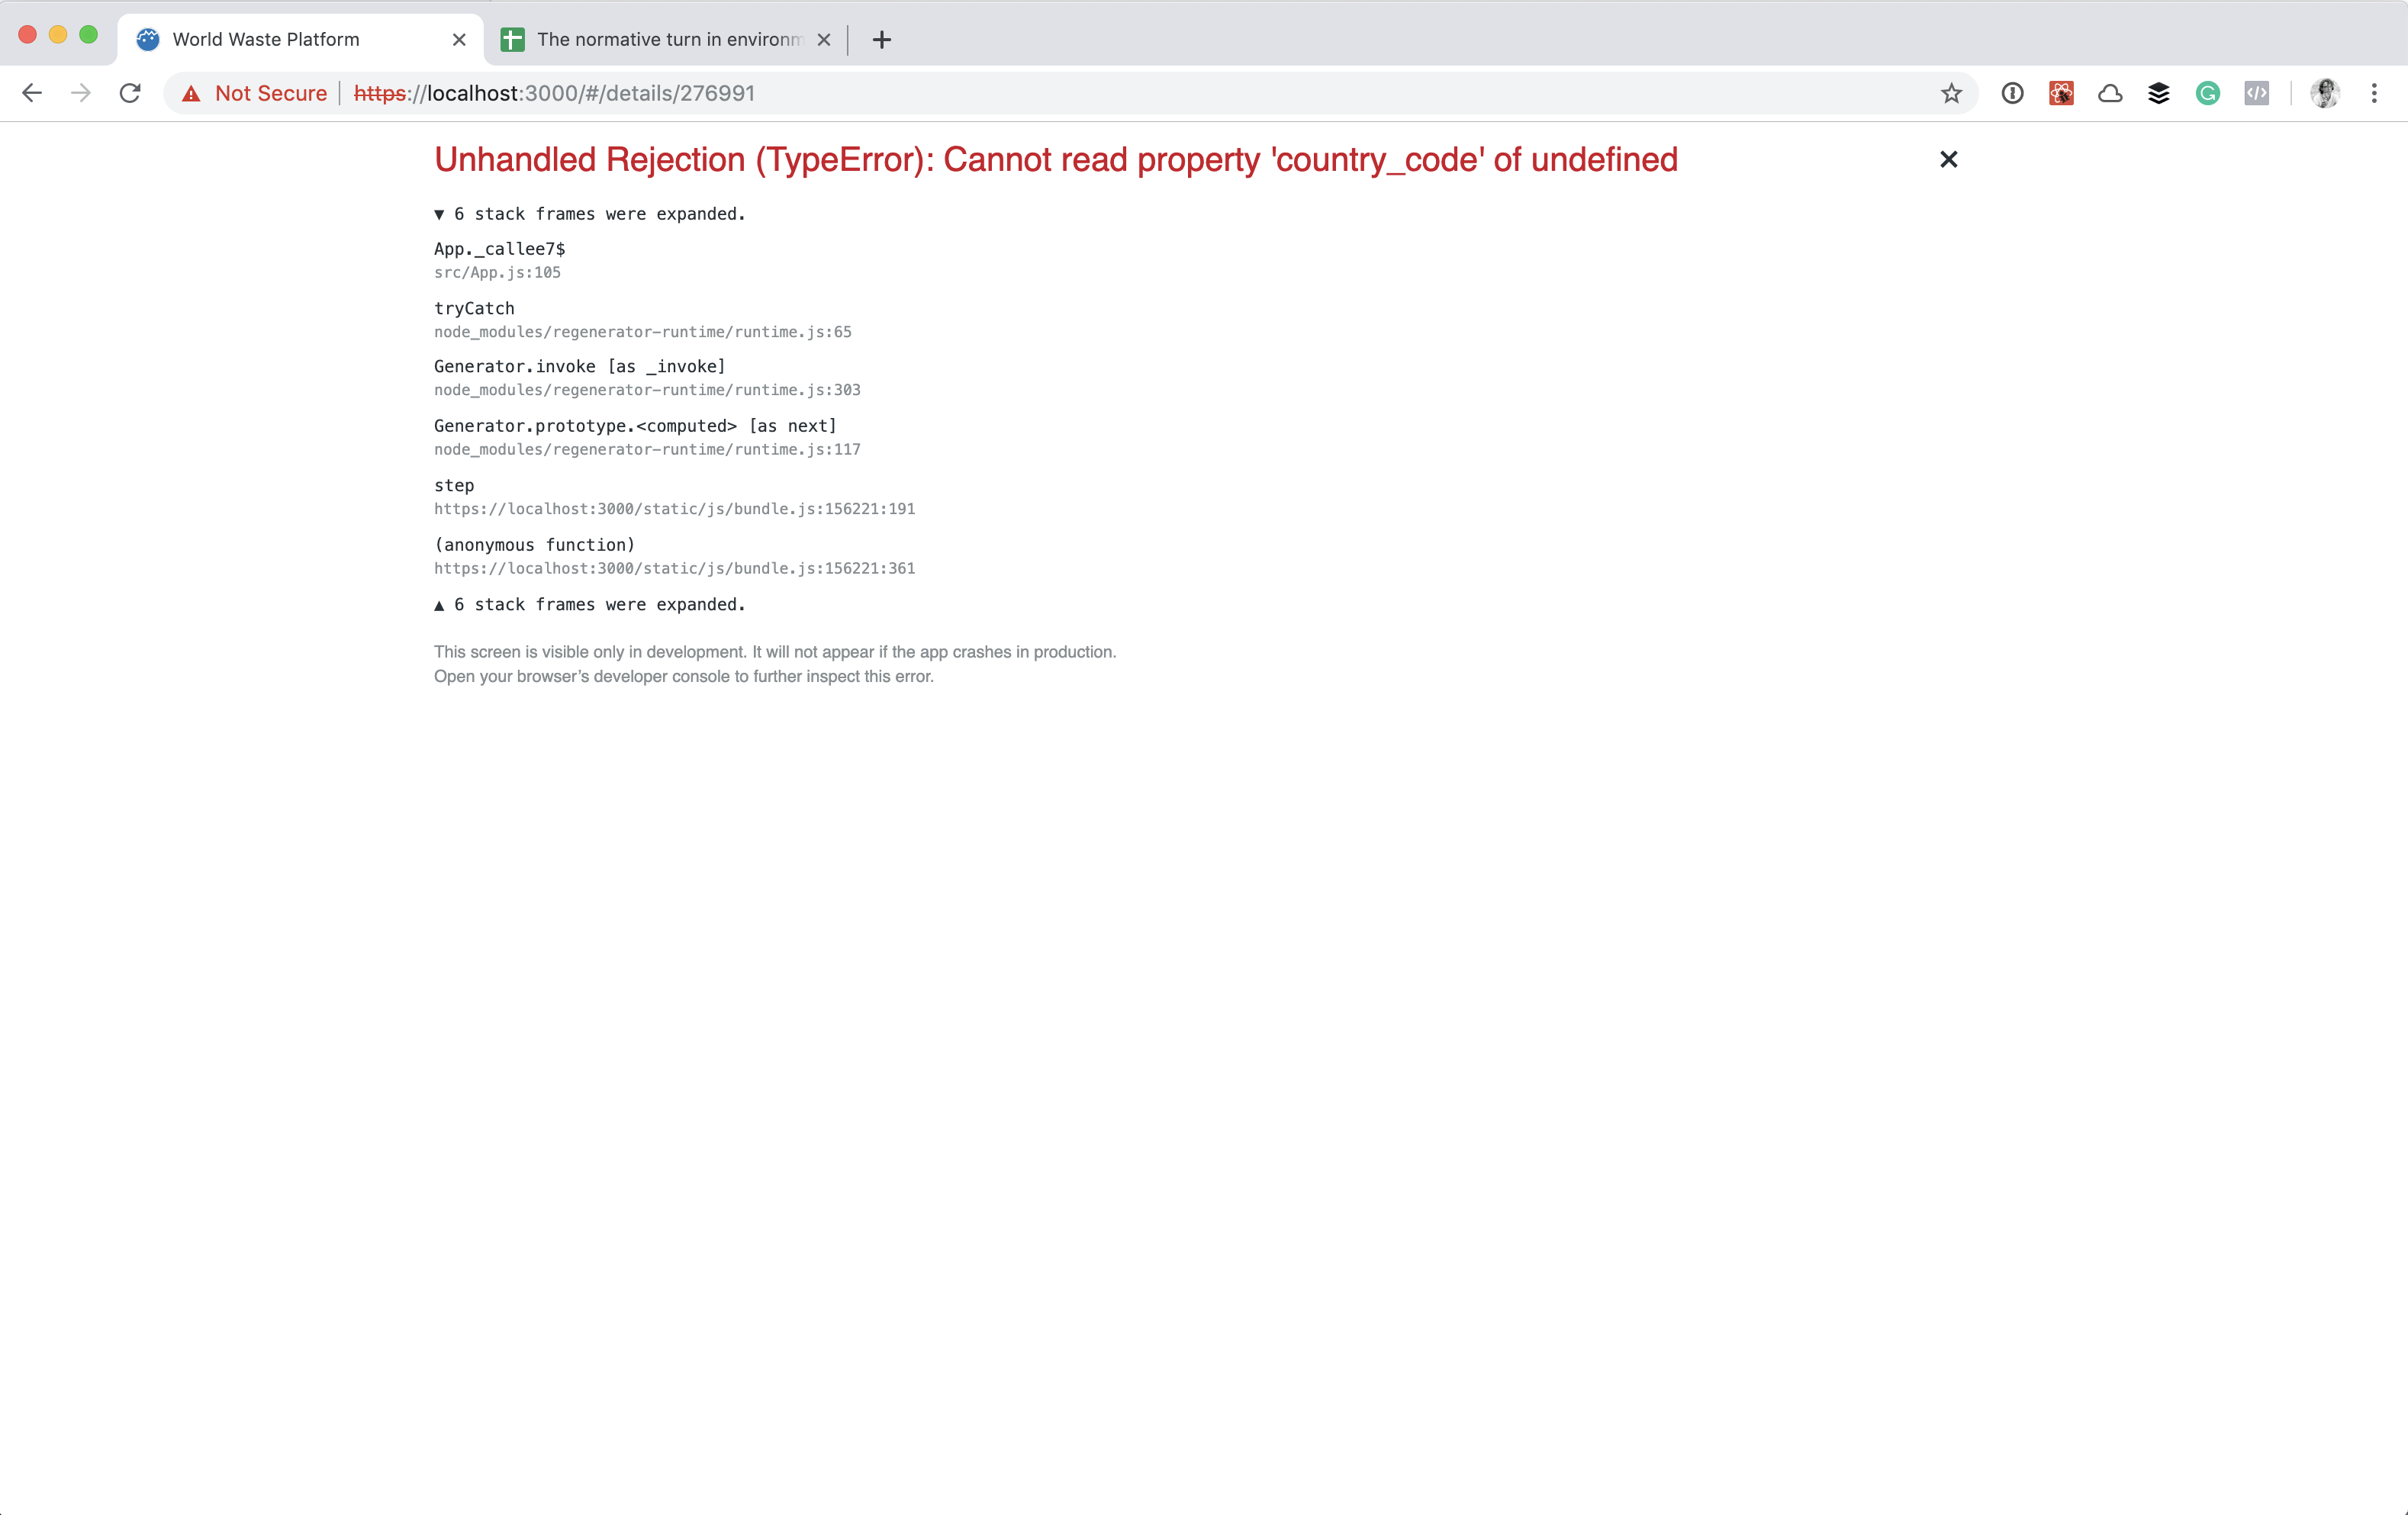 World Waste Platform
The normative turn in environm
Not Secure
https://localhost:3000/#/details/276991
Unhandled Rejection (TypeError): Cannot read property 'country_code' of undefined
▼ 6 stack frames were expanded.
App._callee7$
src/App.js:105
tryCatch
node_modules/regenerator-runtime/runtime.js:65
Generator.invoke [as _invoke]
node_modules/regenerator-runtime/runtime.js:303
Generator.prototype.<computed> [as next]
node_modules/regenerator-runtime/runtime.js:117
step
https://localhost:3000/static/js/bundle.js:156221:191
(anonymous function)
https://localhost:3000/static/js/bundle.js:156221:361
▲ 6 stack frames were expanded.
This screen is visible only in development. It will not appear if the app crashes in production.
Open your browser’s developer console to further inspect this error.